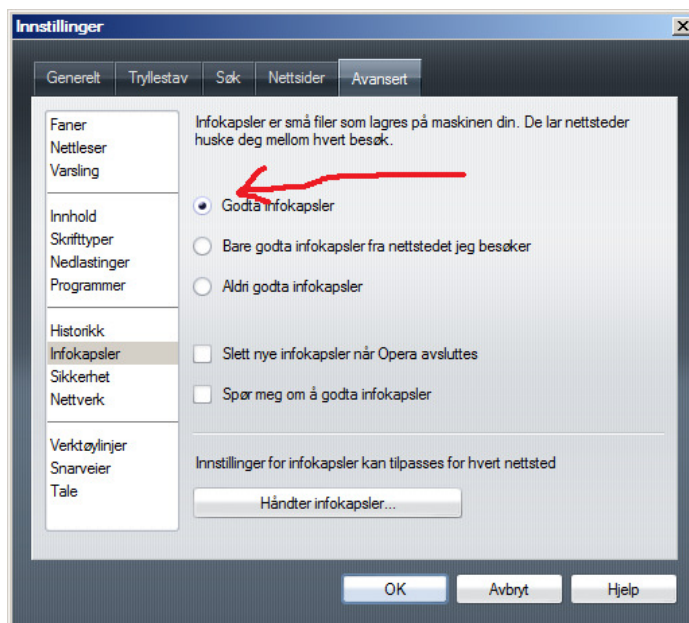 Innstillinger
Generelt
Tryllestav
Søk
Nettsider
Avansert
Faner
Nettleser
Varsling
Innhold
Skrifttyper
Nedlastinger
Programmer
Historikk
Infokapsler
Sikkerhet
Nettverk
Verktøylinjer
Snarveier
Tale
Infokapsler er små filer som lagres på maskinen din. De lar nettsteder
huske deg mellom hvert besøk.
Godta infokapsler
Bare godta infokapsler fra nettstedet jeg besøker
Aldri godta infokapsler
Slett nye infokapsler når Opera avsluttes
Spør meg om å godta infokapsler
Innstillinger for infokapsler kan tilpasses for hvert nettsted
Håndter infokapsler...
OK
Avbryt
Hjelp